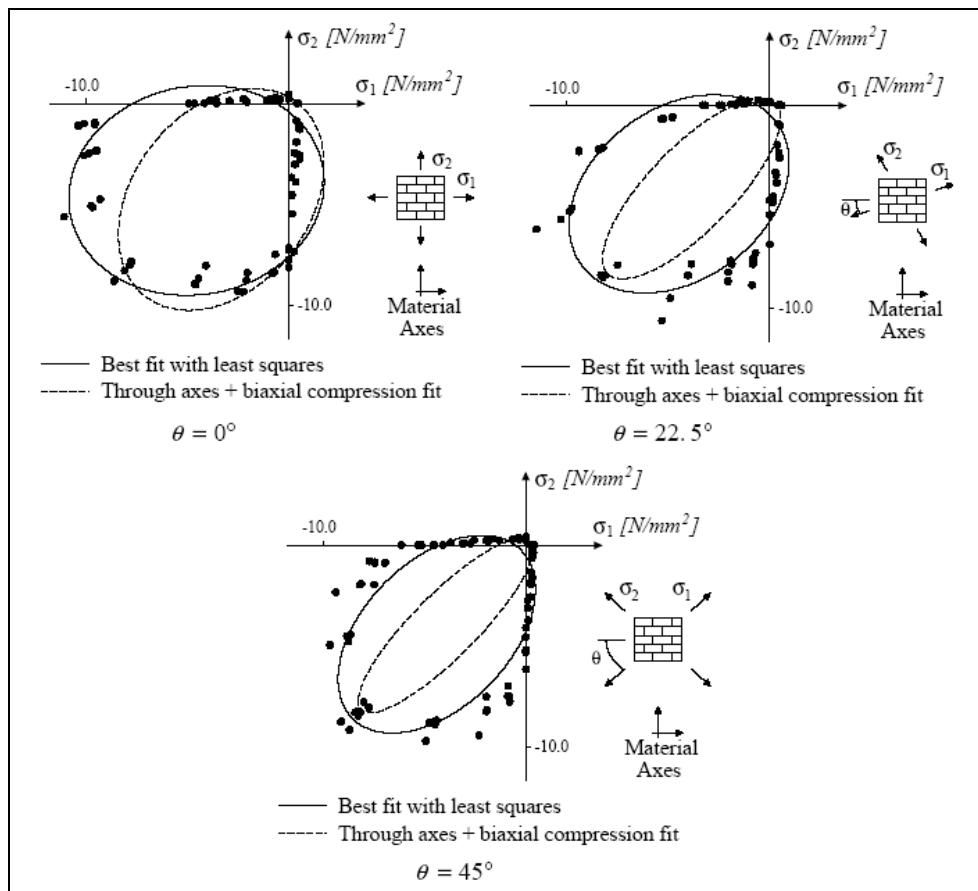 σ2 [N/mm2]
-10.0
σ1 [N/mm2]
σ2
σ1
-10.0
Material
Axes
Best fit with least squares
Through axes + biaxial compression fit
θ = 0°
σ2 [N/mm2]
-10.0
σ1 [N/mm2]
σ2
σ1
θ
-10.0
Material
Axes
Best fit with least squares
Through axes + biaxial compression fit
θ = 22. 5°
σ2 [N/mm2]
-10.0
σ1 [N/mm2]
σ2
σ1
θ
-10.0
Material
Axes
Best fit with least squares
Through axes + biaxial compression fit
θ = 45°